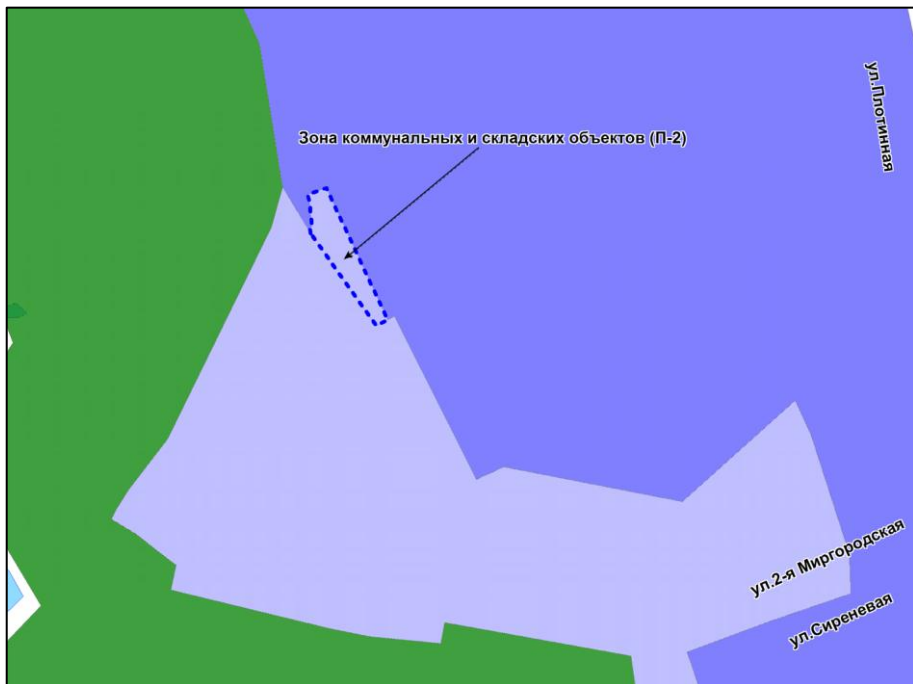 ул.Плотинная
Зона коммунальных и складских объектов (П-2)
ул.2-я Миргородская
ул.Сиреневая